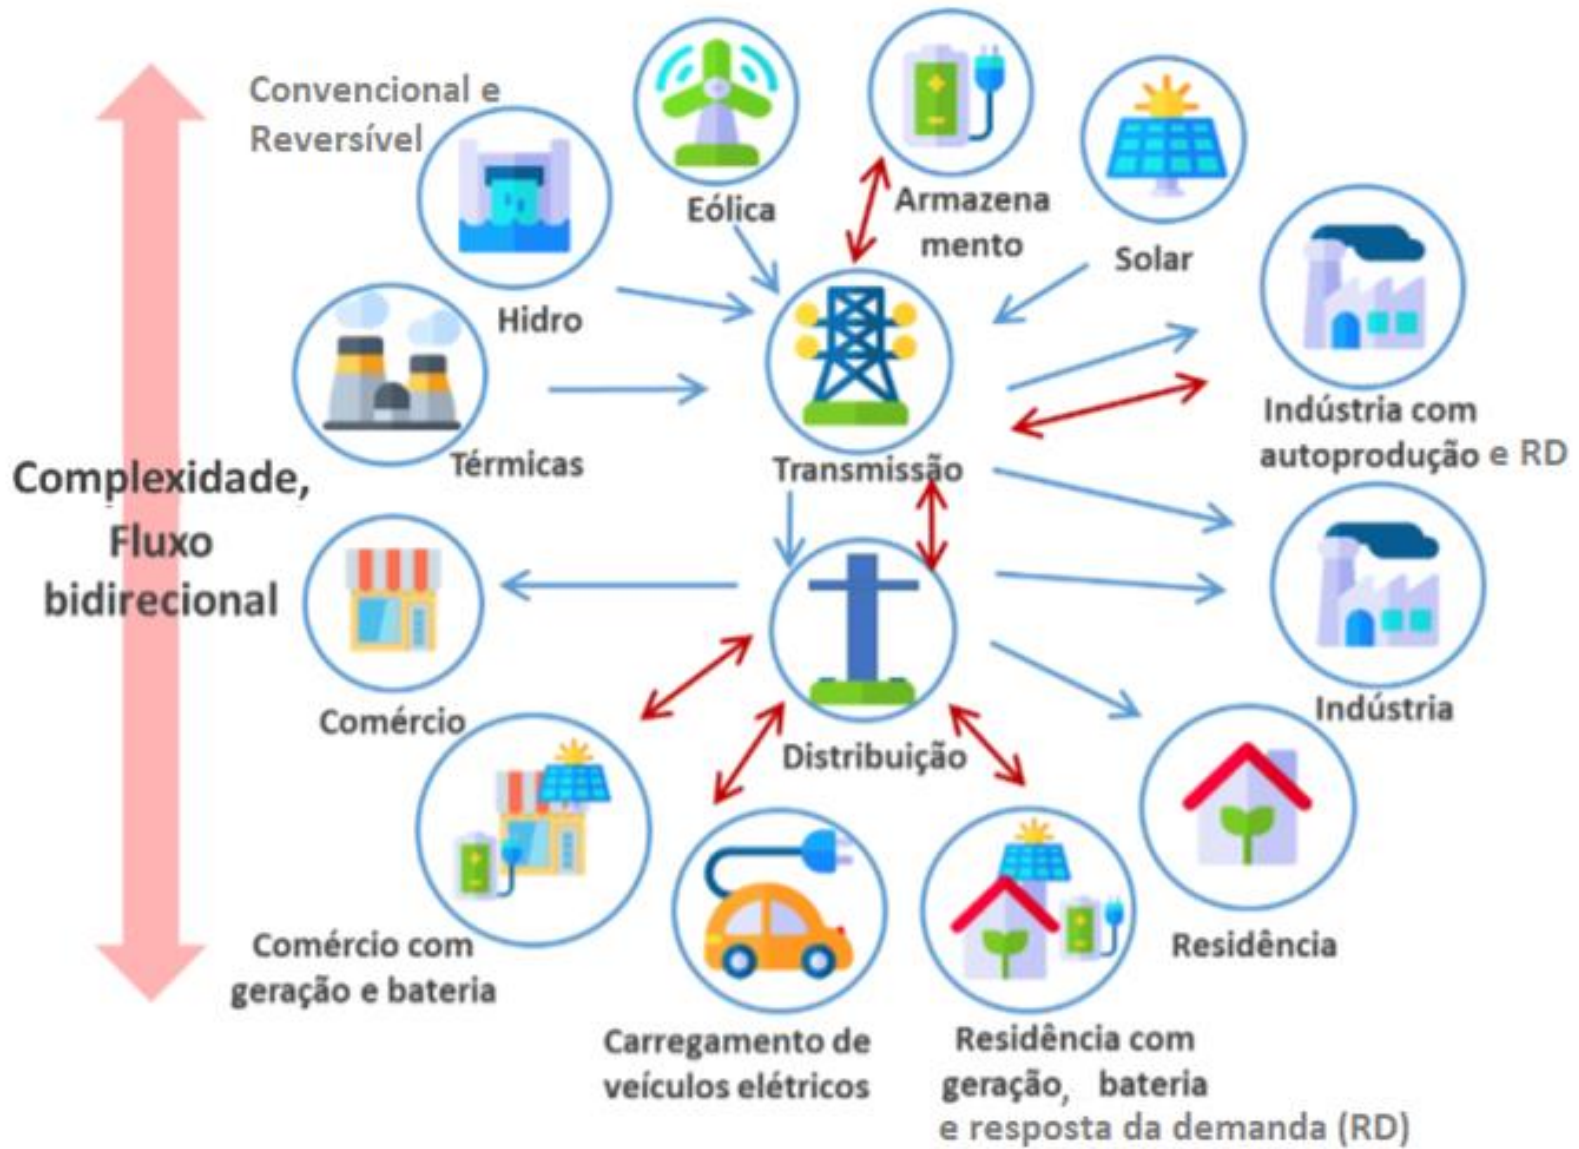 Convencional e
Reversível
Eólica
Armazena
mento
Solar
Hidro
Térmicas
Transmissão
Indústria com
autoprodução e RD
Complexidade,
Fluxo
bidirecional
Comércio
Distribuição
Indústria
Comércio com
geração e bateria
Residência
Carregamento de
veículos elétricos
Residência com
geração, bateria
e resposta da demanda (RD)